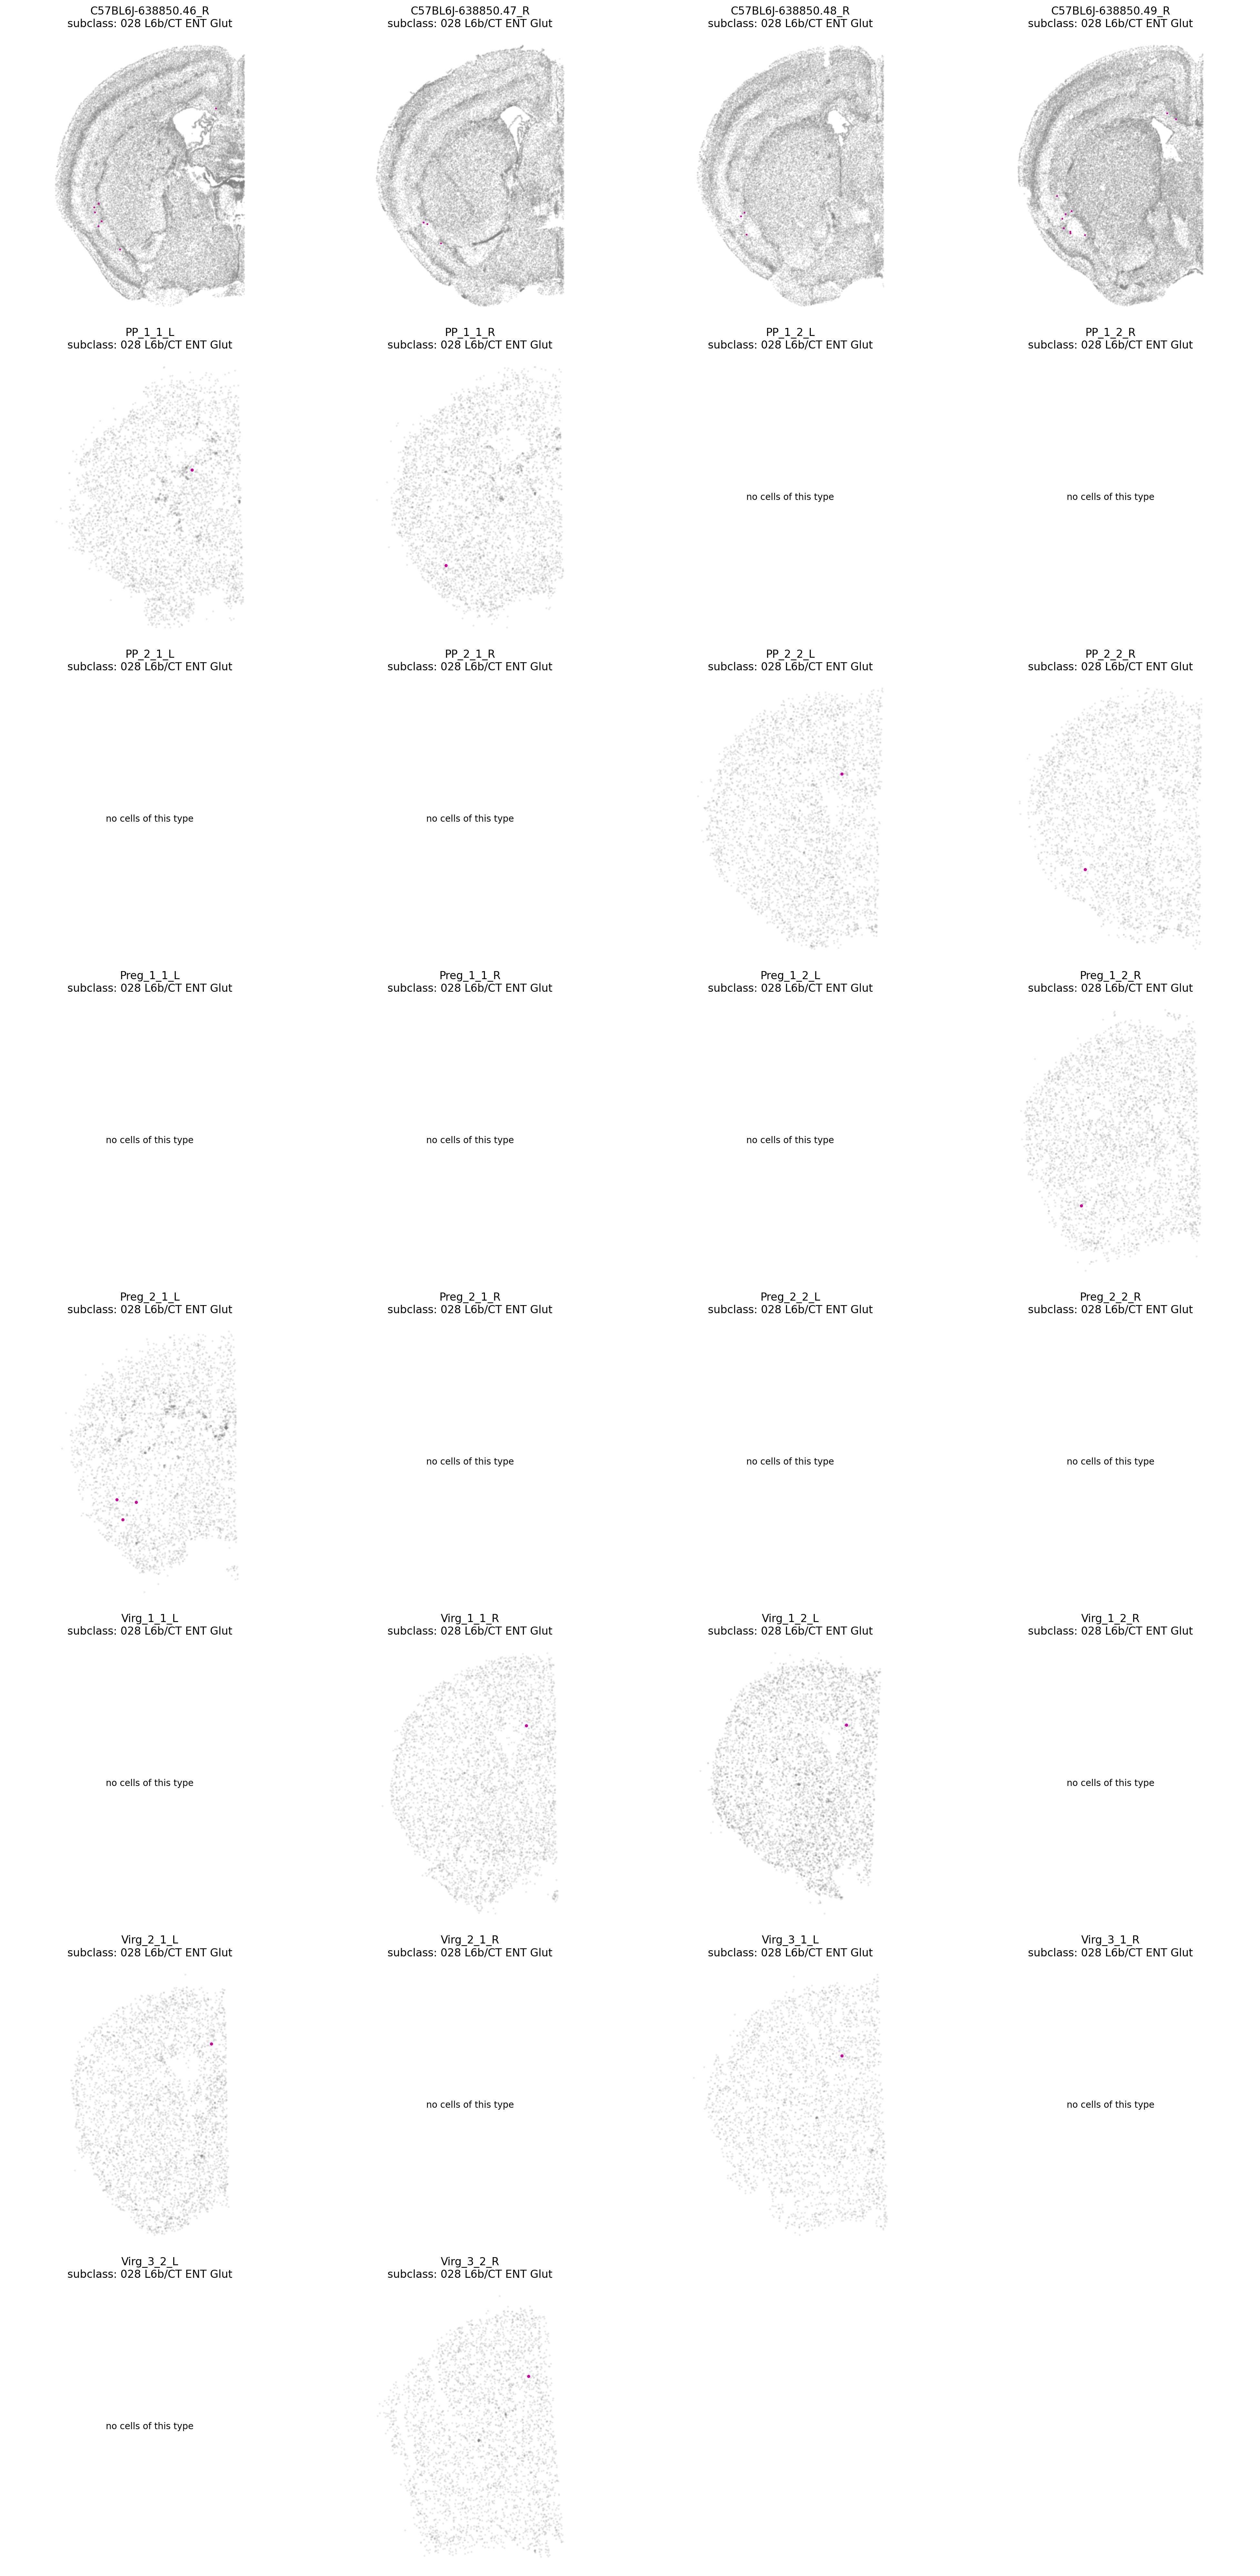 C57BL6J-638850.46_R
subclass: 028 L6b/CT ENT Glut
C57BL6J-638850.47_R
subclass: 028 L6b/CT ENT Glut
C57BL6J-638850.48_R
subclass: 028 L6b/CT ENT Glut
C57BL6J-638850.49_R
subclass: 028 L6b/CT ENT Glut
PP_1_1_L
subclass: 028 L6b/CT ENT Glut
PP_1_1_R
subclass: 028 L6b/CT ENT Glut
PP_1_2_L
subclass: 028 L6b/CT ENT Glut
no cells of this type
PP_1_2_R
subclass: 028 L6b/CT ENT Glut
no cells of this type
PP_2_1_L
subclass: 028 L6b/CT ENT Glut
no cells of this type
PP_2_1_R
subclass: 028 L6b/CT ENT Glut
no cells of this type
PP_2_2_L
subclass: 028 L6b/CT ENT Glut
PP_2_2_R
subclass: 028 L6b/CT ENT Glut
Preg_1_1_L
subclass: 028 L6b/CT ENT Glut
no cells of this type
Preg_1_1_R
subclass: 028 L6b/CT ENT Glut
no cells of this type
Preg_1_2_L
subclass: 028 L6b/CT ENT Glut
no cells of this type
Preg_1_2_R
subclass: 028 L6b/CT ENT Glut
Preg_2_1_L
subclass: 028 L6b/CT ENT Glut
Preg_2_1_R
subclass: 028 L6b/CT ENT Glut
no cells of this type
Preg_2_2_L
subclass: 028 L6b/CT ENT Glut
no cells of this type
Preg_2_2_R
subclass: 028 L6b/CT ENT Glut
no cells of this type
Virg_1_1_L
subclass: 028 L6b/CT ENT Glut
no cells of this type
Virg_1_1_R
subclass: 028 L6b/CT ENT Glut
Virg_1_2_L
subclass: 028 L6b/CT ENT Glut
Virg_1_2_R
subclass: 028 L6b/CT ENT Glut
no cells of this type
Virg_2_1_L
subclass: 028 L6b/CT ENT Glut
Virg_2_1_R
subclass: 028 L6b/CT ENT Glut
no cells of this type
Virg_3_1_L
subclass: 028 L6b/CT ENT Glut
Virg_3_1_R
subclass: 028 L6b/CT ENT Glut
no cells of this type
Virg_3_2_L
subclass: 028 L6b/CT ENT Glut
no cells of this type
Virg_3_2_R
subclass: 028 L6b/CT ENT Glut